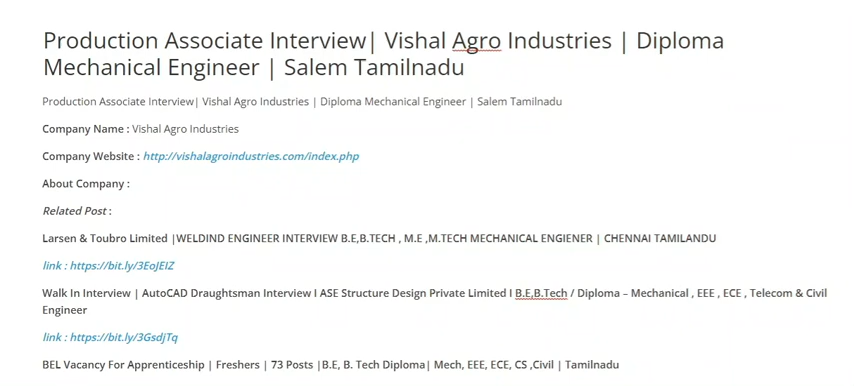 Production Associate Interview| Vishal Agro Industries | Diploma
Mechanical Engineer | Salem Tamilnadu
Production Associate Interview| Vishal Agro Industries | Diploma Mechanical Engineer | Salem Tamilnadu
Company Name : Vishal Agro Industries
Company Website : http://vishalagroindustries.com/index.php
About Company :
Related Post :
Larsen & Toubro Limited |WELDIND ENGINEER INTERVIEW B.E,B.TECH , M.E ,M.TECH MECHANICAL ENGIENER | CHENNAI TAMILANDU
link : https://bit.ly/3EoJEIZ
Walk In Interview | AutoCAD Draughtsman Interview I ASE Structure Design Private Limited I B.E,B.Tech / Diploma – Mechanical , EEE , ECE , Telecom & Civil
Engineer
link : https://bit.ly/3GsdjTq
BEL Vacancy For Apprenticeship | Freshers | 73 Posts |B.E, B. Tech Diploma| Mech, EEE, ECE, CS ,Civil | Tamilnadu